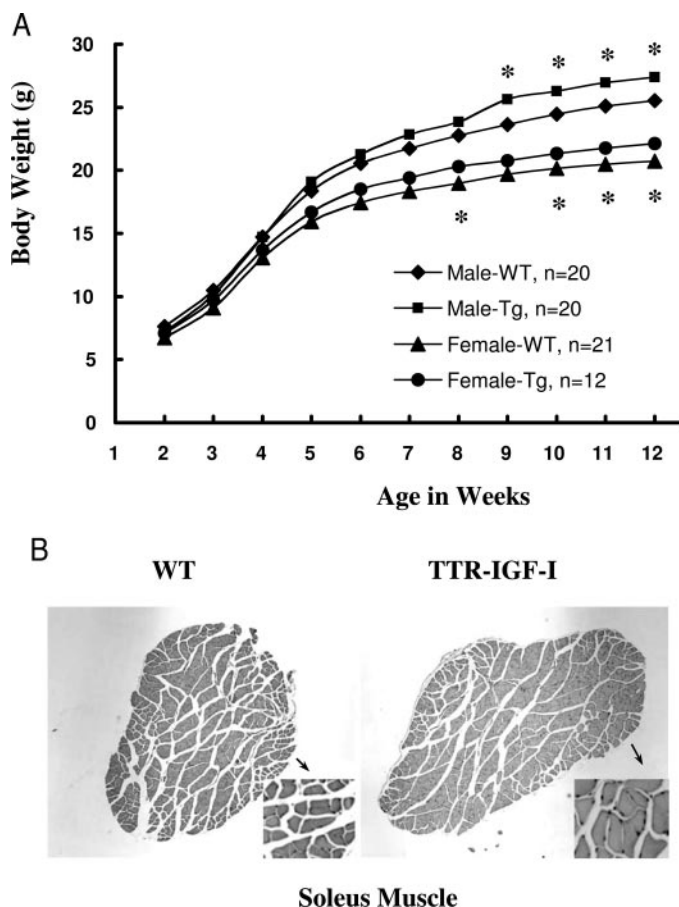 A
Body Weight (g)
30
25
20
15
10
5
0
* * * *
* * * *
Male-WT, n=20
Male-Tg, n=20
Female-WT, n=21
Female-Tg, n=12
1 2 3 4 5 6 7 8 9 10 11 12
Age in Weeks
B
WT TTR-IGF-I
Soleus Muscle